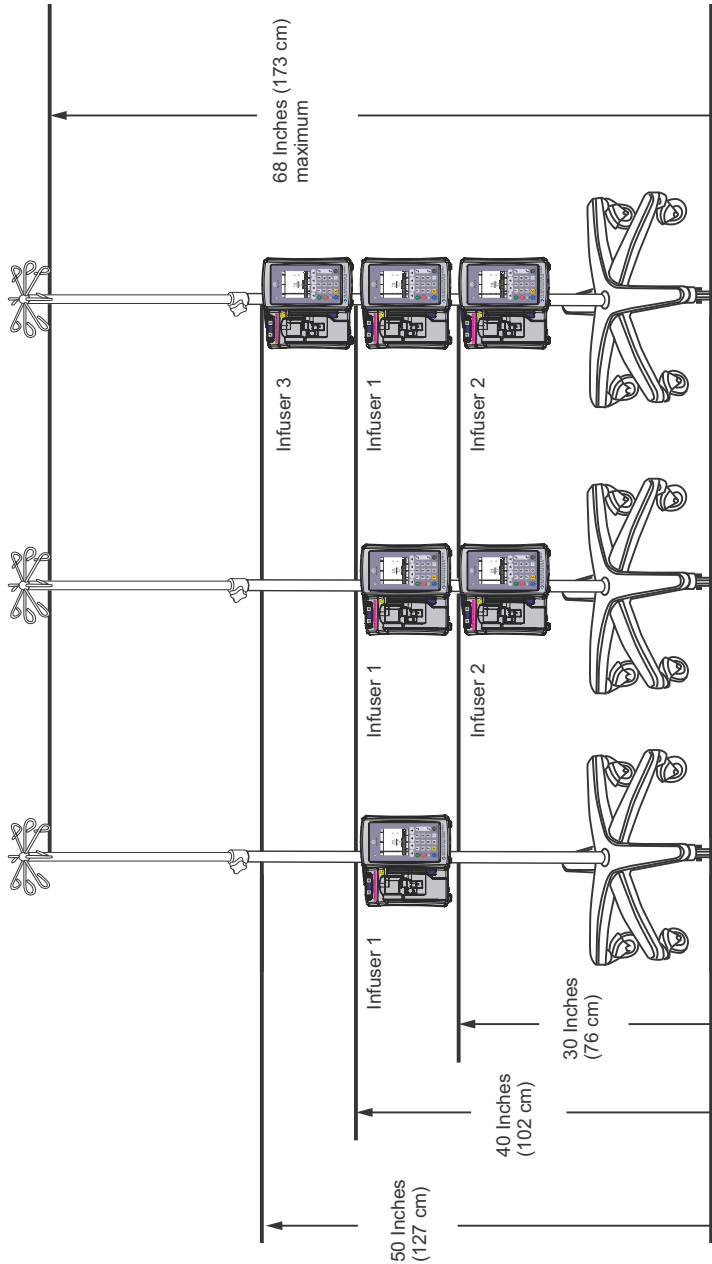 68 Inches (173 cm)
maximum
Infuser 3
Infuser 1
Infuser 2
Infuser 1
Infuser 2
Infuser 1
30 Inches
(76 cm)
40 Inches
(102 cm)
50 Inches
(127 cm)